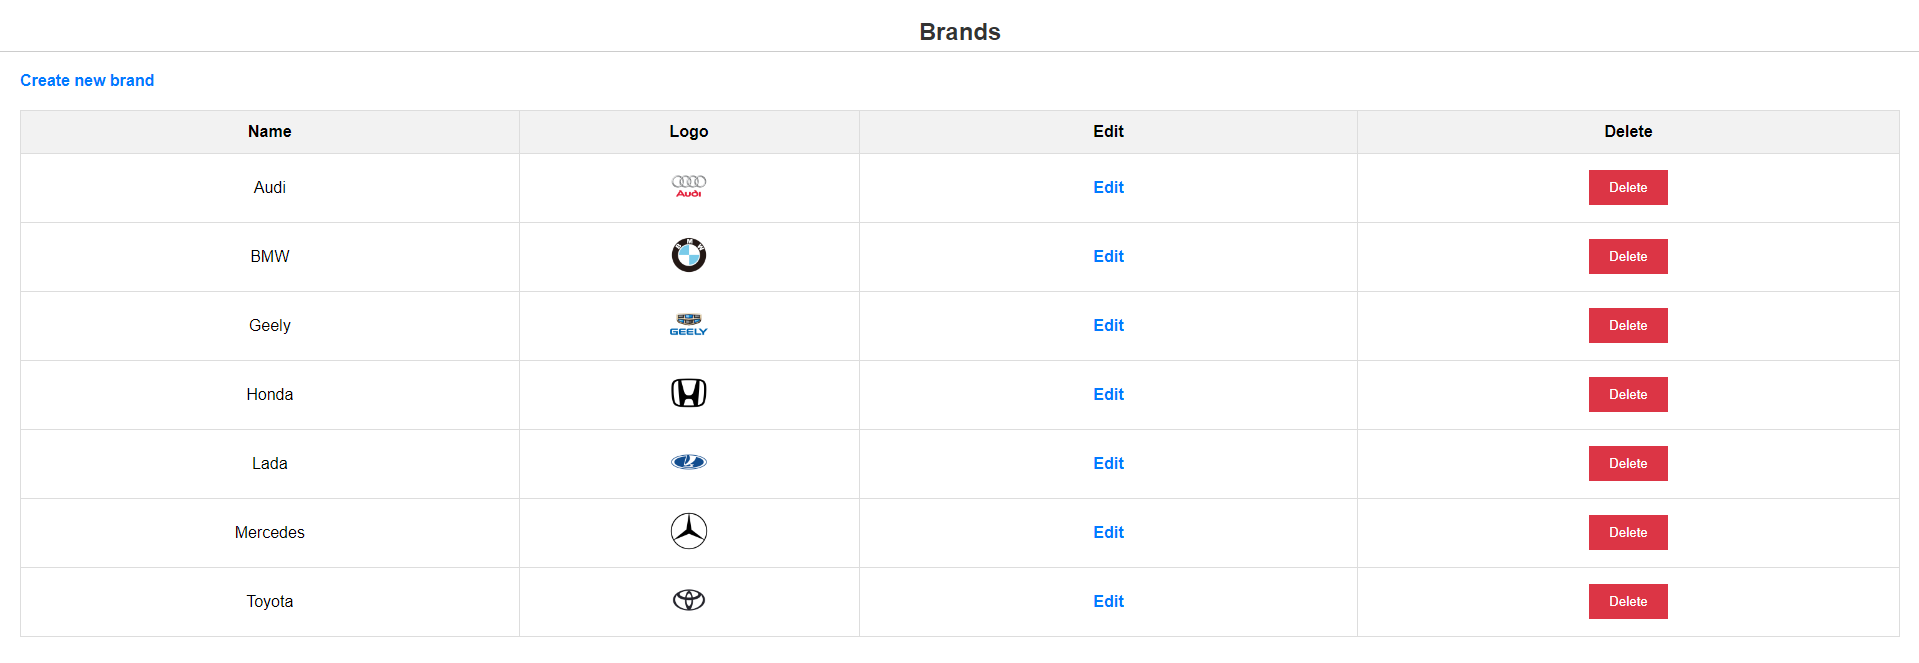 Brands
Create new brand
Name Logo Edit Delete
Audi Audi Edit Delete
BMW BMW Edit Delete
Geely GEELY Edit Delete
Honda Edit Delete
Lada Edit Delete
Mercedes Edit Delete
Toyota Edit Delete